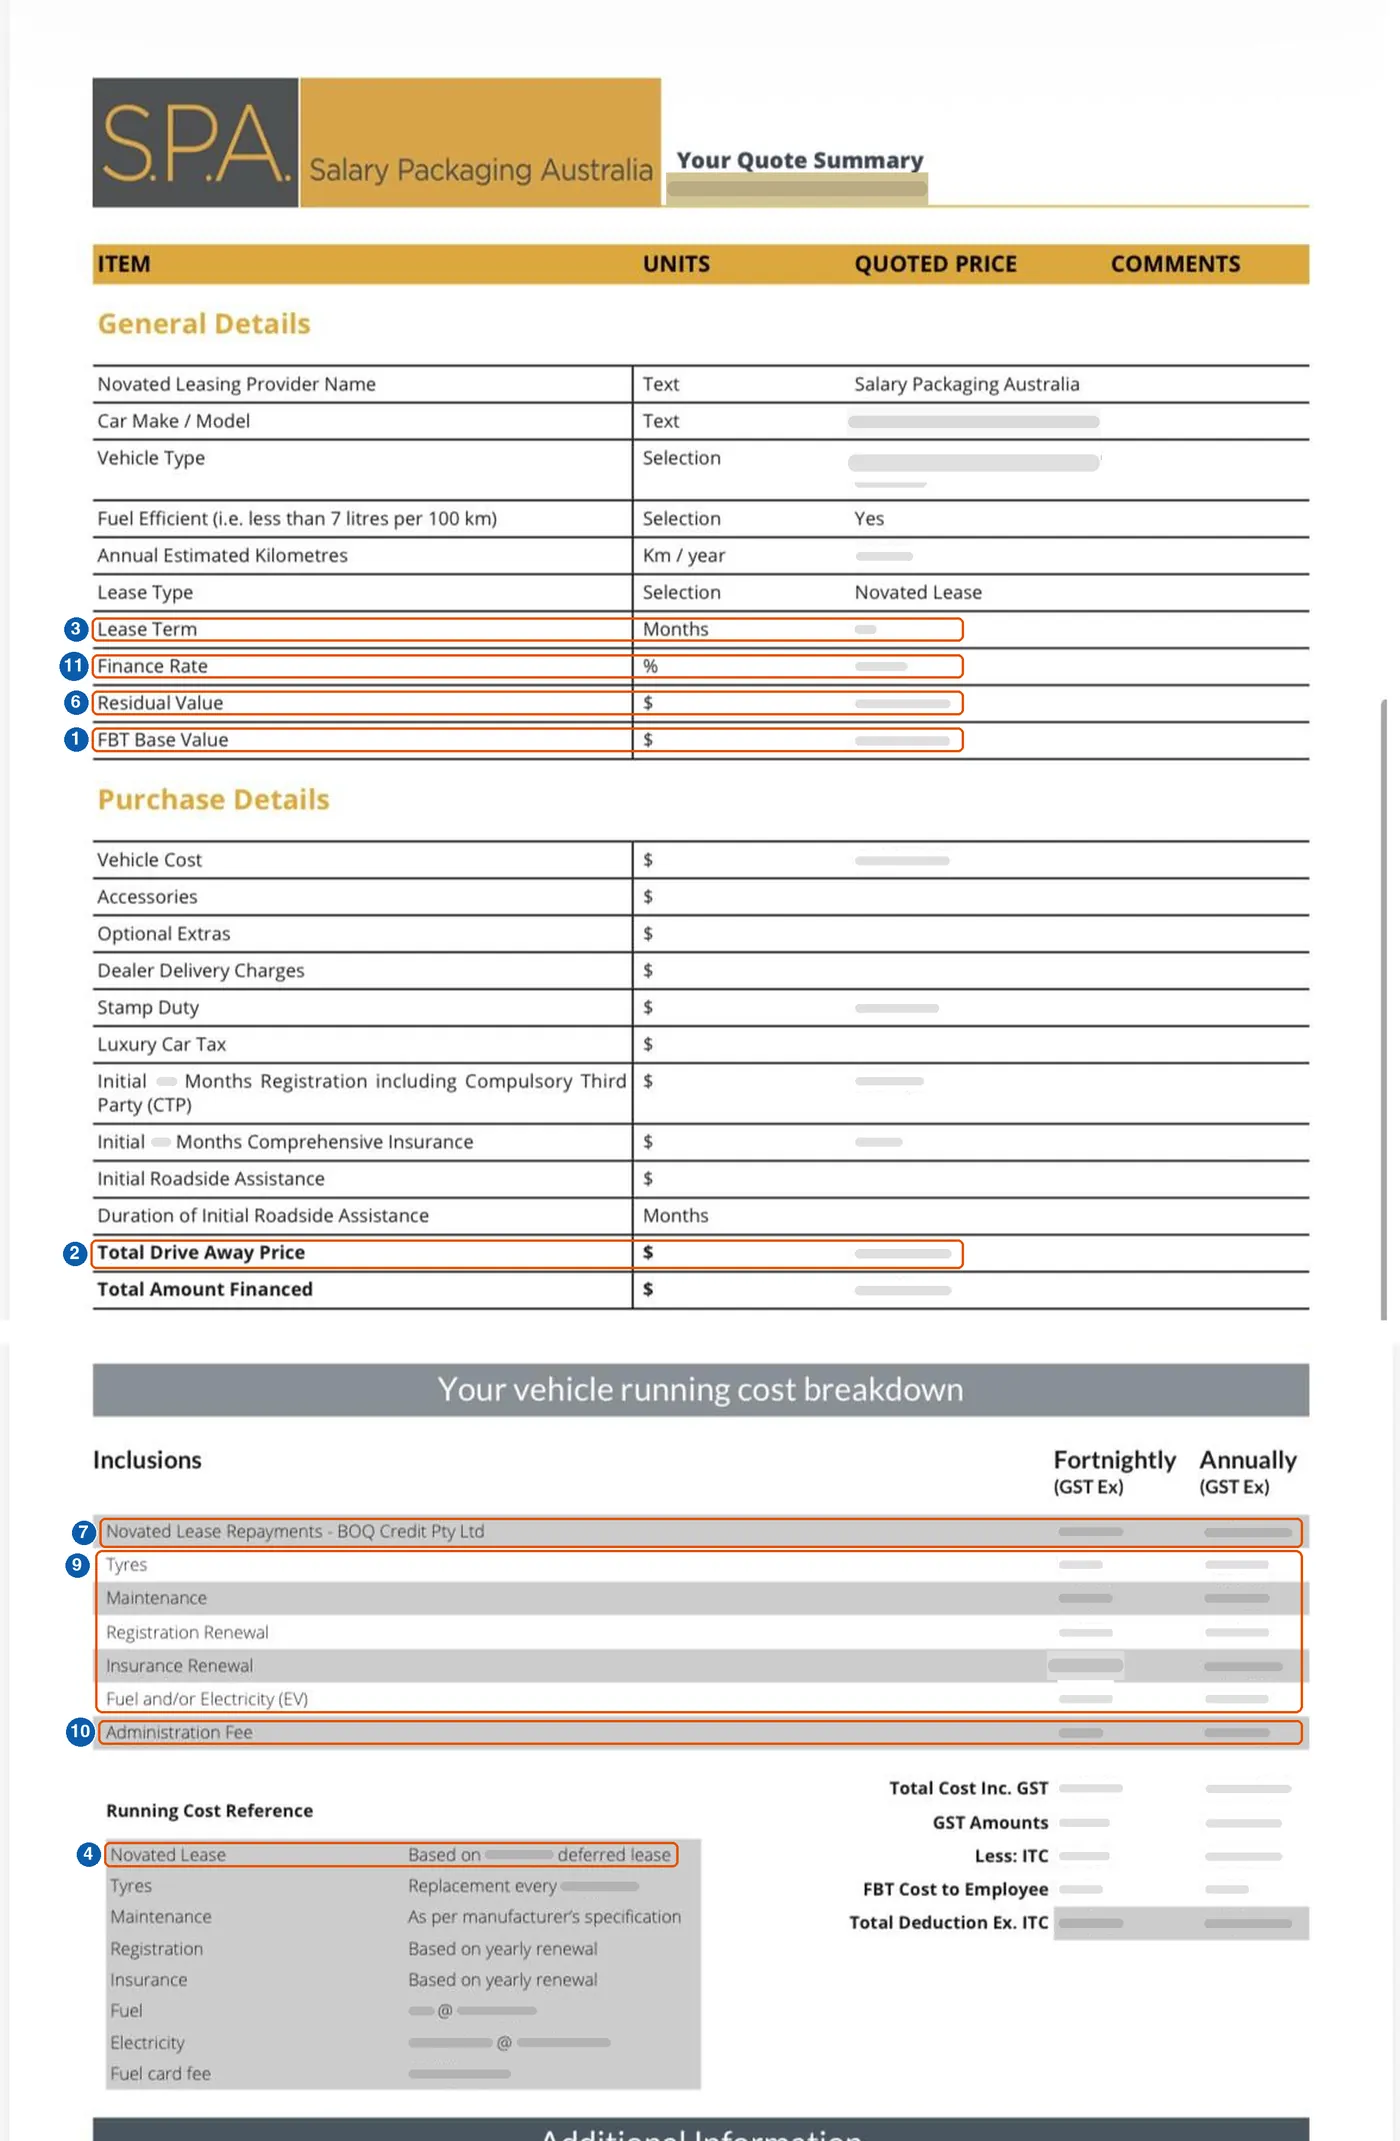 S.P.A.
Salary Packaging Australia
Your Quote Summary
ITEM UNITS QUOTED PRICE COMMENTS
General Details
Novated Leasing Provider Name Text Salary Packaging Australia
Car Make / Model Text
Vehicle Type Selection
Fuel Efficient (i.e. less than 7 litres per 100 km) Selection Yes
Annual Estimated Kilometres Km / year
Lease Type Selection Novated Lease
3 Lease Term Months
11 Finance Rate %
6 Residual Value $
1 FBT Base Value $
Purchase Details
Vehicle Cost $
Accessories $
Optional Extras $
Dealer Delivery Charges $
Stamp Duty $
Luxury Car Tax $
Initial Months Registration including Compulsory Third $
Party (CTP)
Initial Months Comprehensive Insurance $
Initial Roadside Assistance $
Duration of Initial Roadside Assistance Months
2 Total Drive Away Price $
Total Amount Financed $
Your vehicle running cost breakdown
Inclusions Fortnightly Annually
(GST Ex) (GST Ex)
7 Novated Lease Repayments - BOQ Credit Pty Ltd
9 Tyres
Maintenance
Registration Renewal
Insurance Renewal
Fuel and/or Electricity (EV)
10 Administration Fee
Total Cost Inc. GST
GST Amounts
Less: ITC
FBT Cost to Employee
Total Deduction Ex. ITC
Running Cost Reference
4 Novated Lease Based on deferred lease
Tyres Replacement every
Maintenance As per manufacturer's specification
Registration Based on yearly renewal
Insurance Based on yearly renewal
Fuel @
Electricity @
Fuel card fee
Additional Information